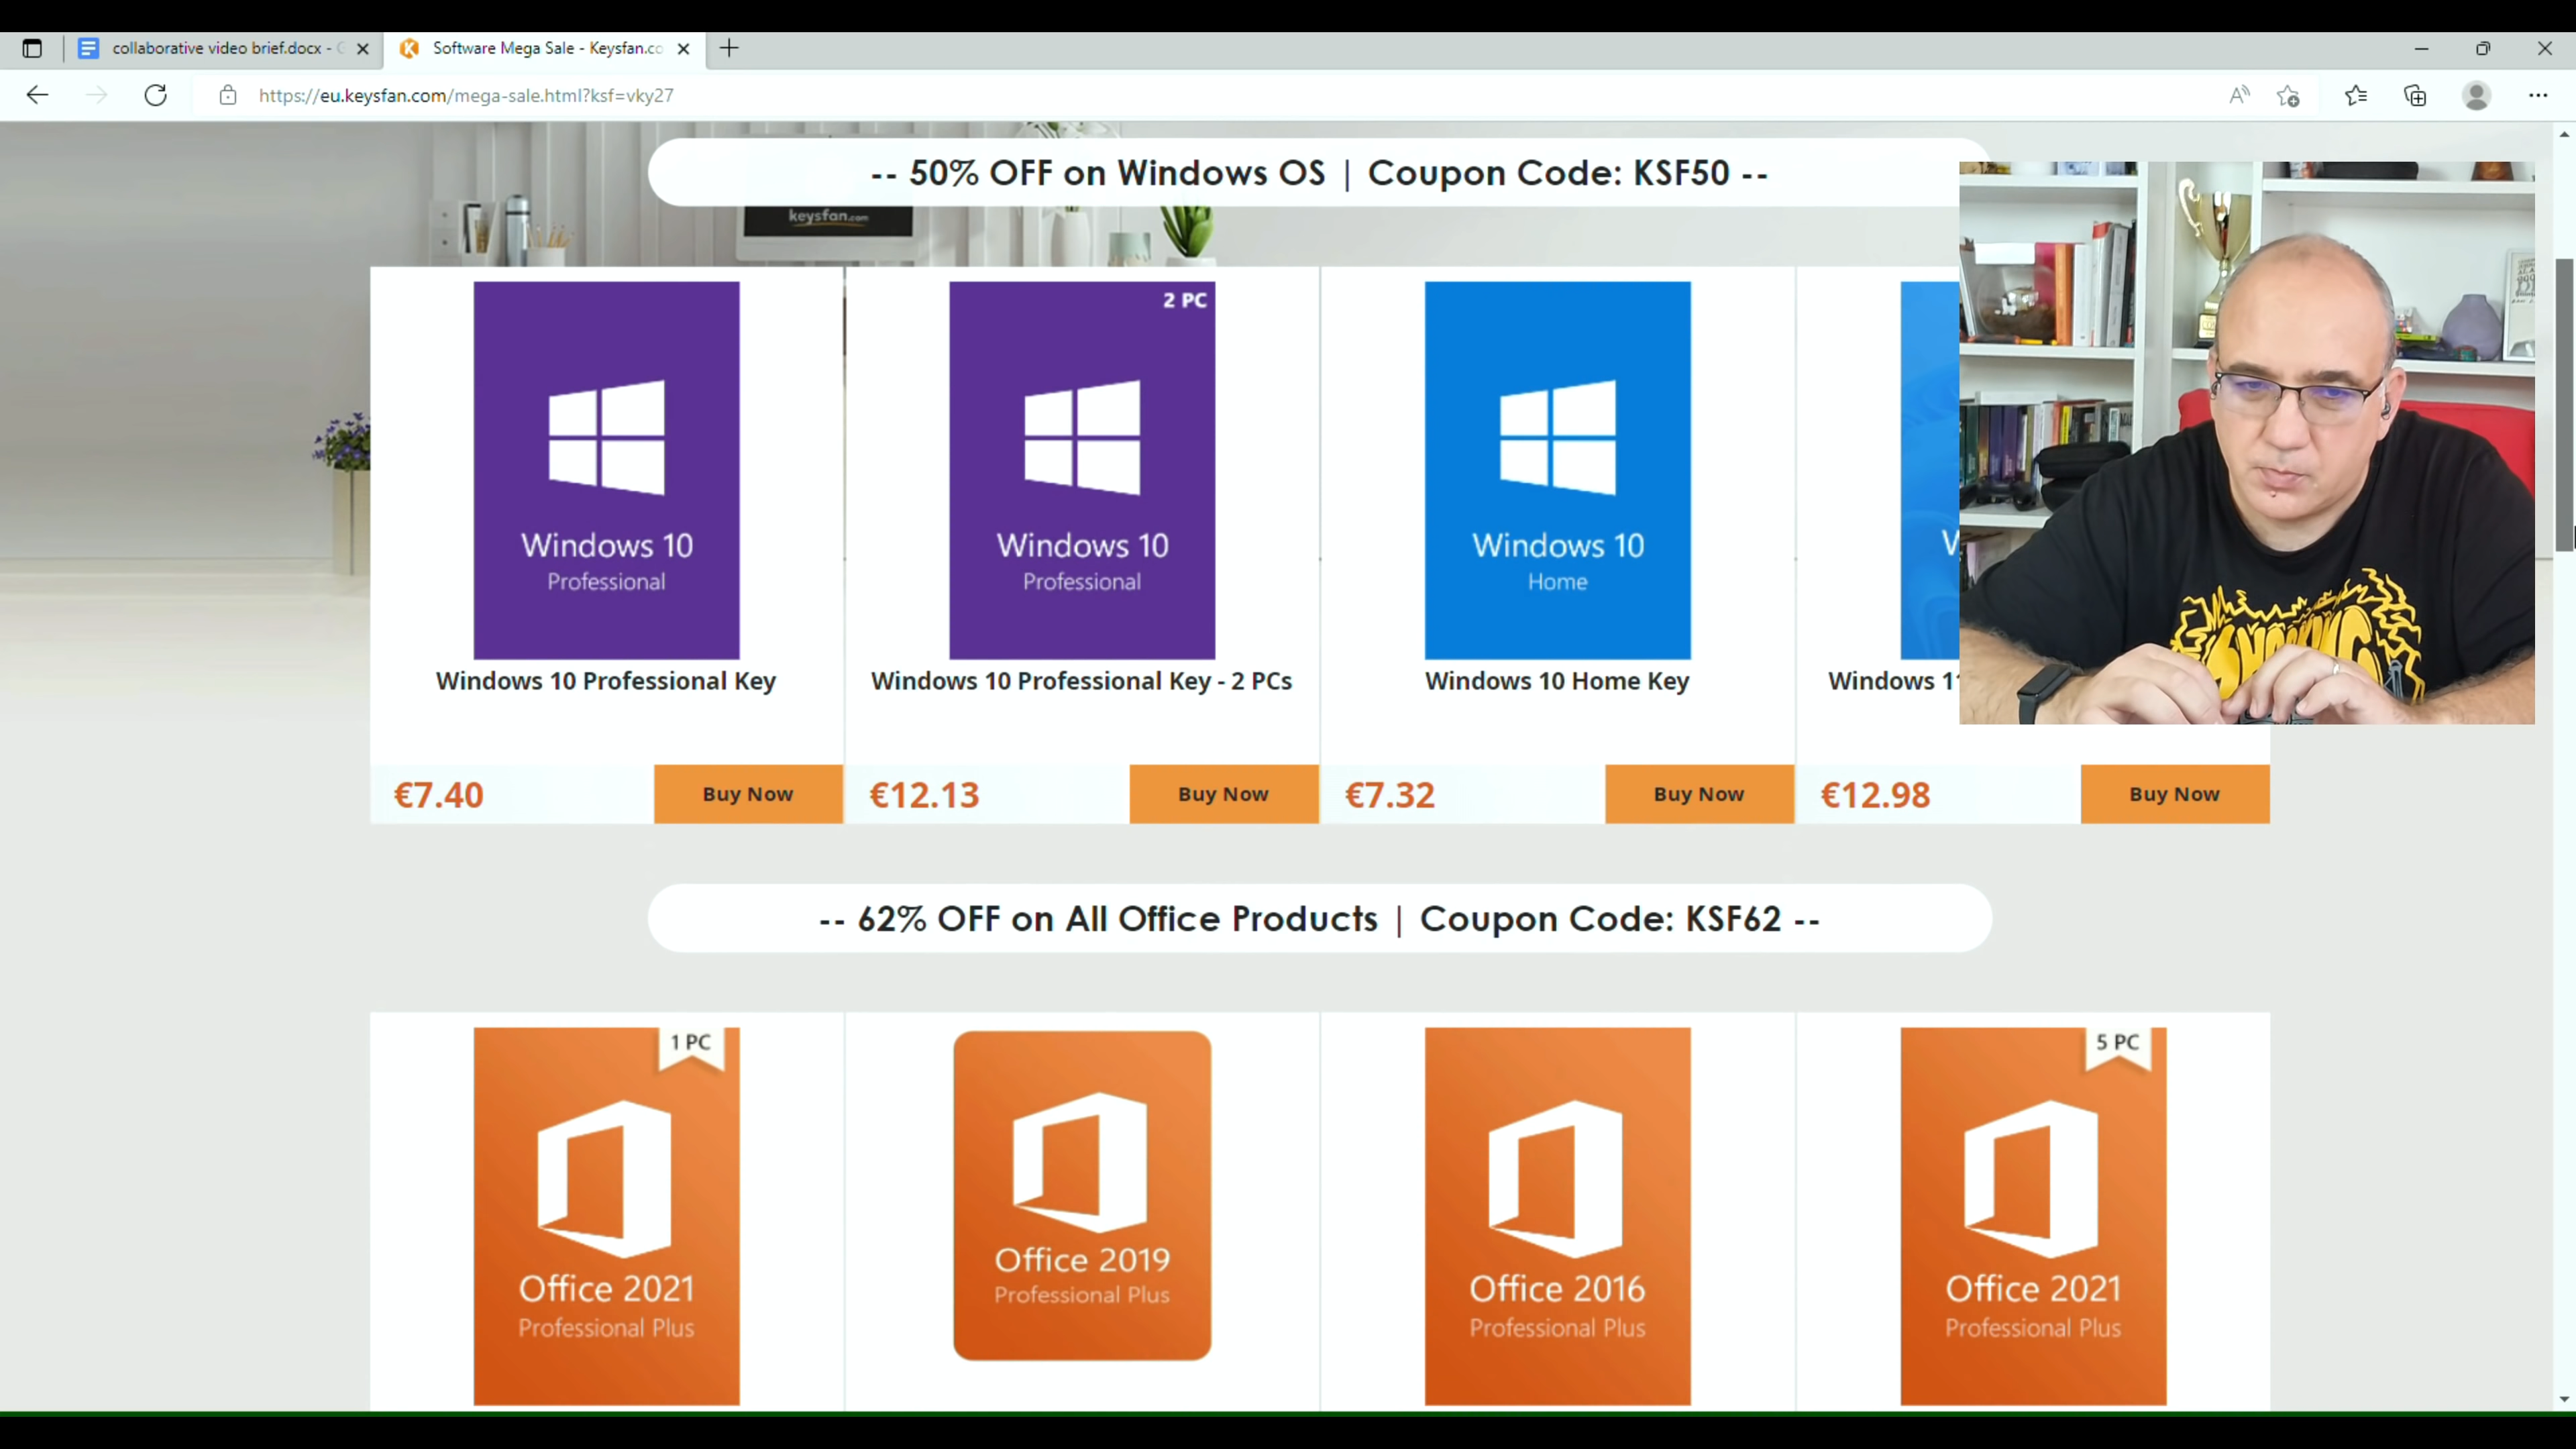 collaborative video brief.docx -
Software Mega Sale - Keysfan.co
https://eu.keysfan.com/mega-sale.html?ksf=vky27
-- 50% OFF on Windows OS | Coupon Code: KSF50 --
keysfan.com
Windows 10
Professional
Windows 10 Professional Key
€7.40
Buy Now
2 PC
Windows 10
Professional
Windows 10 Professional Key - 2 PCs
€12.13
Buy Now
Windows 10
Home
Windows 10 Home Key
€7.32
Buy Now
Windows 1
€12.98
Buy Now
-- 62% OFF on All Office Products | Coupon Code: KSF62 --
1 PC
Office 2021
Professional Plus
Office 2019
Professional Plus
Office 2016
Professional Plus
5 PC
Office 2021
Professional Plus